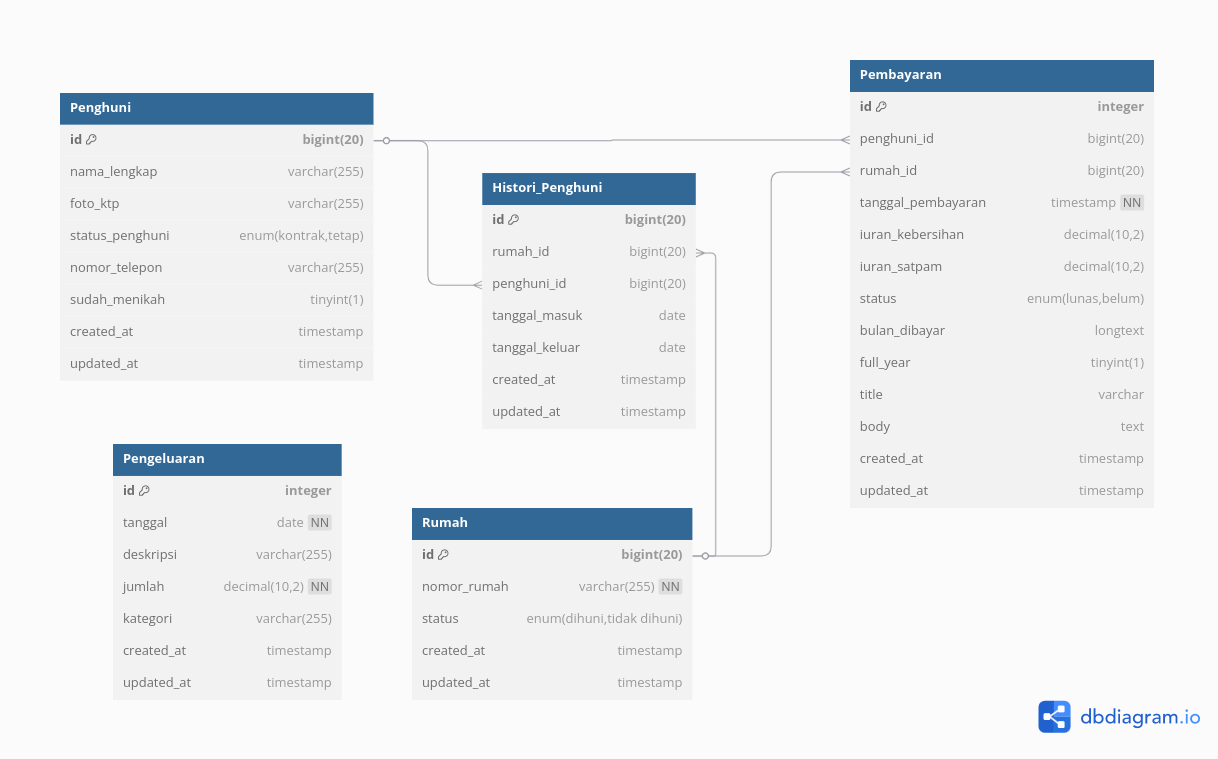 Penghuni
id bigint(20)
nama_lengkap varchar(255)
foto_ktp varchar(255)
status_penghuni enum(kontrak,tetap)
nomor_telepon varchar(255)
sudah_menikah tinyint(1)
created_at timestamp
updated_at timestamp
Histori_Penghuni
id bigint(20)
rumah_id bigint(20)
penghuni_id bigint(20)
tanggal_masuk date
tanggal_keluar date
created_at timestamp
updated_at timestamp
Pembayaran
id integer
penghuni_id bigint(20)
rumah_id bigint(20)
tanggal_pembayaran timestamp NN
iuran_kebersihan decimal(10,2)
iuran_satpam decimal(10,2)
status enum(lunas,belum)
bulan_dibayar longtext
full_year tinyint(1)
title varchar
body text
created_at timestamp
updated_at timestamp
Pengeluaran
id integer
tanggal date NN
deskripsi varchar(255)
jumlah decimal(10,2) NN
kategori varchar(255)
created_at timestamp
updated_at timestamp
Rumah
id bigint(20)
nomor_rumah varchar(255) NN
status enum(dihuni,tidak dihuni)
created_at timestamp
updated_at timestamp
dbdiagram.io